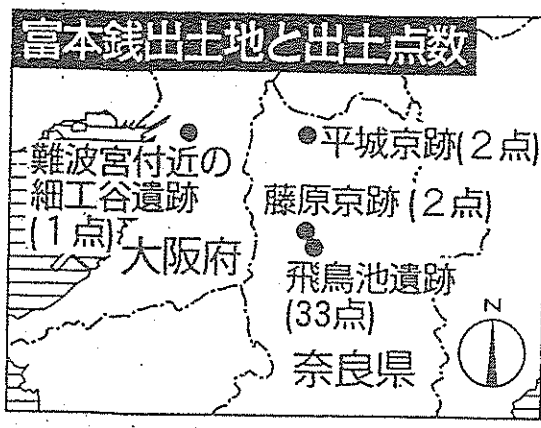 富本銭出土地と出土点数
難波宮付近の
細工谷遺跡
(1点)
大阪府
平城京跡(2点)
藤原京跡(2点)
飛鳥池遺跡
(33点)
奈良県
N